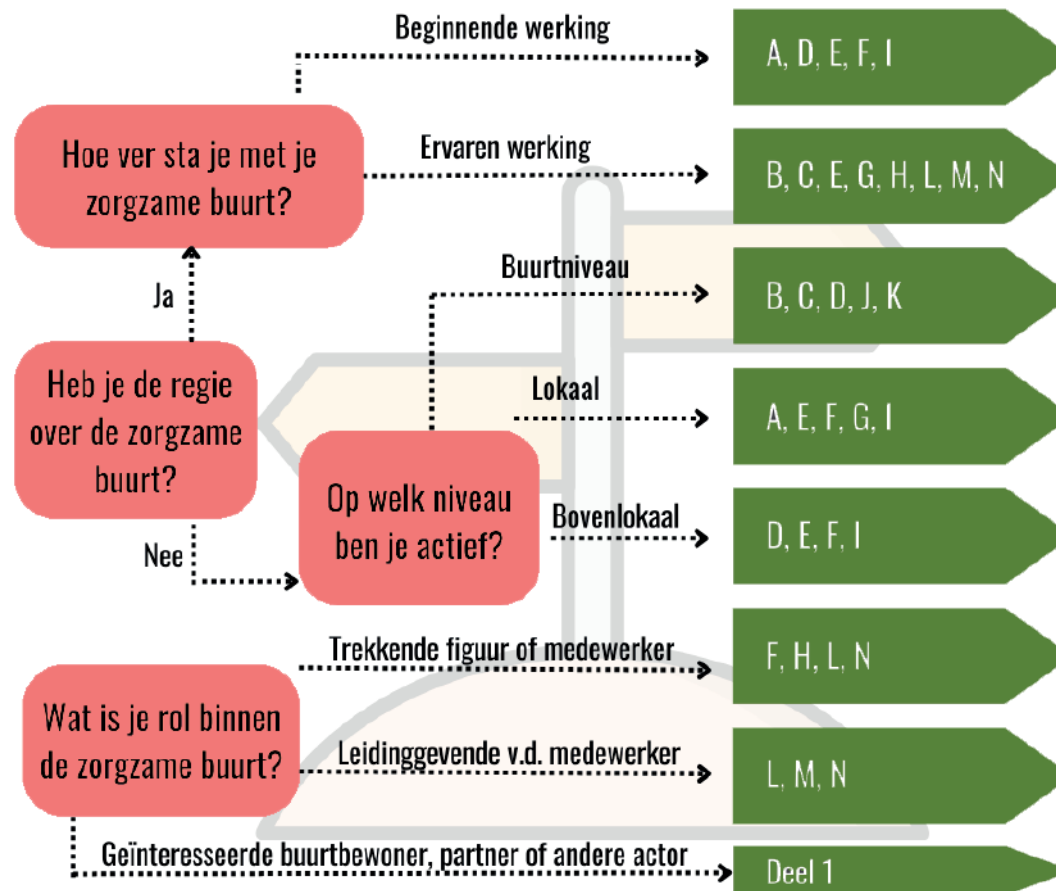 Beginnende werking
A, D, E, F, I
Hoe ver sta je met je
zorgzame buurt?
Ervaren werking
B, C, E, G, H, L, M, N
Buurtniveau
B, C, D, J, K
Ja
Heb je de regie
over de zorgzame
buurt?
Lokaal
A, E, F, G, I
Op welk niveau
ben je actief?
Bovenlokaal
D, E, F, I
Nee
Trekkende figuur of medewerker
F, H, L, N
Wat is je rol binnen
de zorgzame buurt?
Leidinggevende v.d. medewerker
L, M, N
Geïnteresseerde buurtbewoner, partner of andere actor
Deel 1